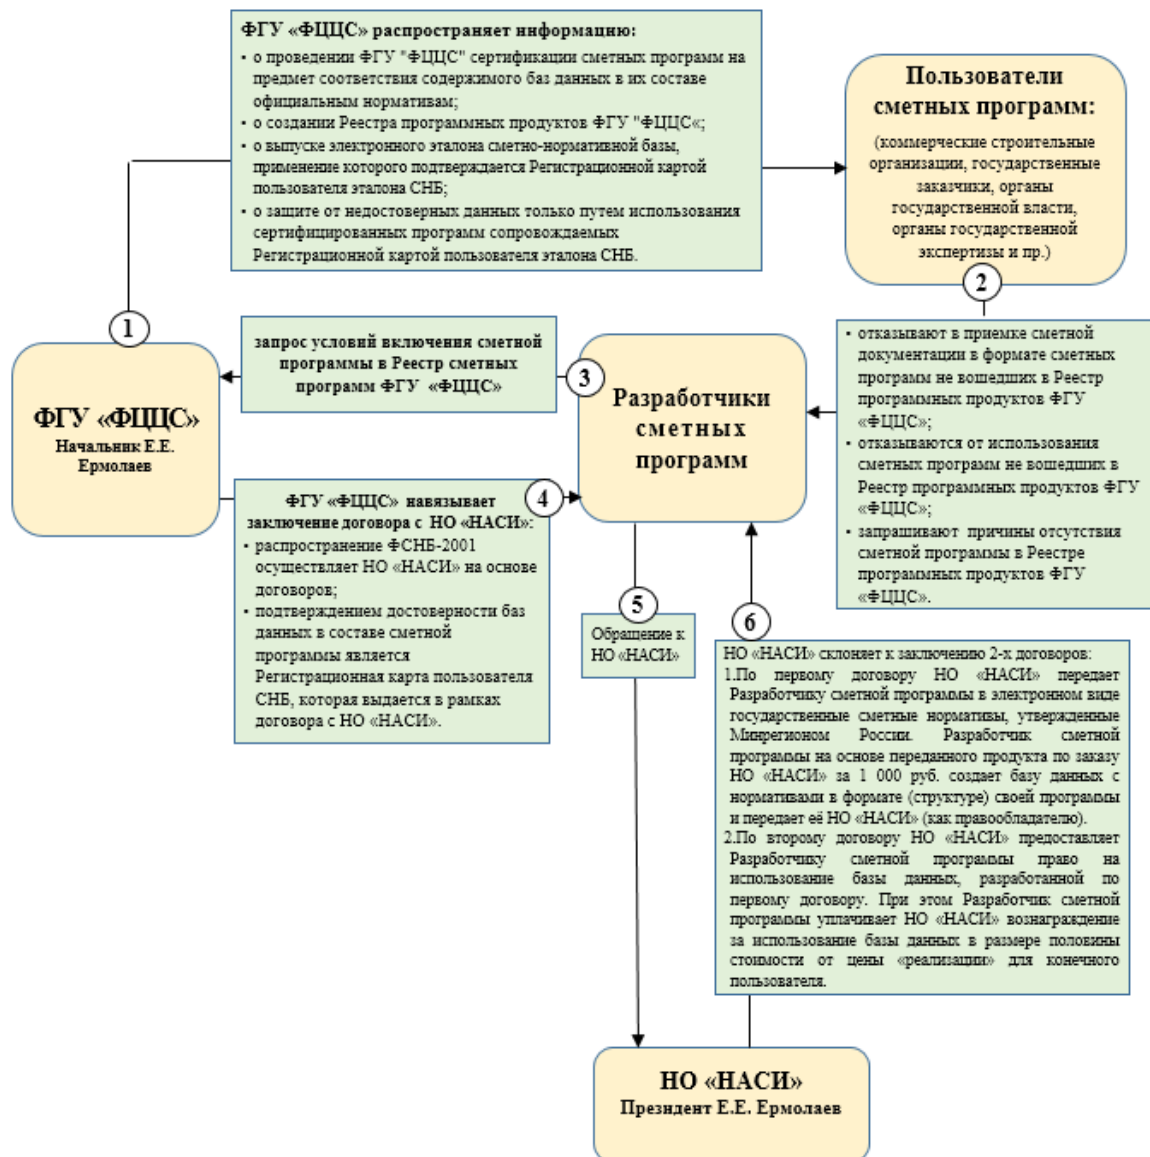 ФГУ «ФЦЦС» распространяет информацию:
• о проведении ФГУ "ФЦЦС" сертификации сметных программ на
предмет соответствия содержимого баз данных в их составе
официальным нормативам;
• о создании Реестра программных продуктов ФГУ "ФЦЦС«;
• о выпуске электронного эталона сметно-нормативной базы,
применение которого подтверждается Регистрационной картой
пользователя эталона СНБ;
• о защите от недостоверных данных только путем использования
сертифицированных программ сопровождаемых
Регистрационной картой пользователя эталона СНБ.
Пользователи
сметных программ:
(коммерческие строительные
организации, государственные
заказчики, органы
государственной власти,
органы государственной
экспертизы и пр.)
1
2
ФГУ «ФЦЦС»
Начальник Е.Е.
Ермолаев
запрос условий включения сметной
программы в Реестр сметных
программ ФГУ «ФЦЦС»
3
Разработчики
сметных
программ
• отказывают в приемке сметной
документации в формате сметных
программ не вошедших в Реестр
программных продуктов ФГУ
«ФЦЦС»;
• отказываются от использования
сметных программ не вошедших в
Реестр программных продуктов ФГУ
«ФЦЦС»;
• запрашивают причины отсутствия
сметной программы в Реестре
программных продуктов ФГУ
«ФЦЦС».
4
ФГУ «ФЦЦС» навязывает
заключение договора с НО «НАСИ»:
• распространение ФСНБ-2001
осуществляет НО «НАСИ» на основе
договоров;
• подтверждением достоверности баз
данных в составе сметной
программы является
Регистрационная карта пользователя
СНБ, которая выдается в рамках
договора с НО «НАСИ».
5
Обращение к
НО «НАСИ»
6
НО «НАСИ» склоняет к заключению 2-х договоров:
1.По первому договору НО «НАСИ» передает
Разработчику сметной программы в электронном виде
государственные сметные нормативы, утвержденные
Минрегионом России. Разработчик сметной
программы на основе переданного продукта по заказу
НО «НАСИ» за 1 000 руб. создает базу данных с
нормативами в формате (структуре) своей программы
и передает её НО «НАСИ» (как правообладателю).
2.По второму договору НО «НАСИ» предоставляет
Разработчику сметной программы право на
использование базы данных, разработанной по
первому договору. При этом Разработчик сметной
программы уплачивает НО «НАСИ» вознаграждение
за использование базы данных в размере половины
стоимости от цены «реализации» для конечного
пользователя.
НО «НАСИ»
Президент Е.Е. Ермолаев